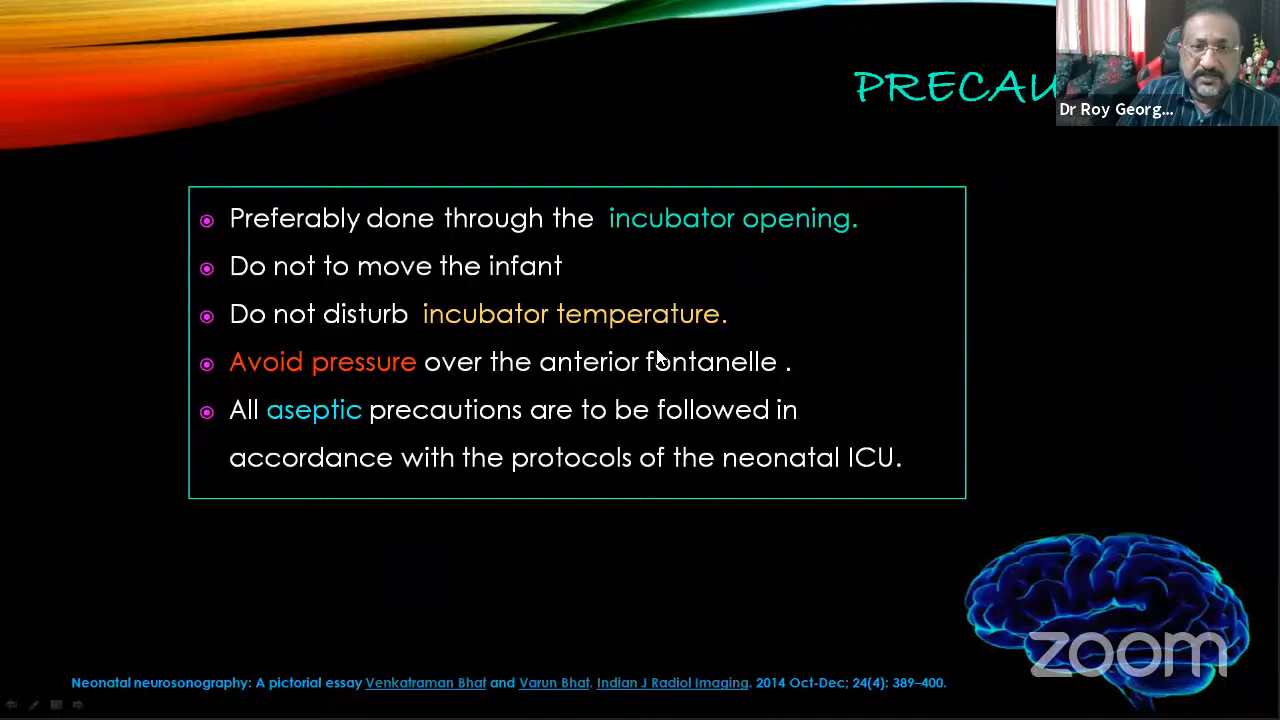 PRECAU
Dr Roy Georg...
Preferably done through the incubator opening.
Do not to move the infant
Do not disturb incubator temperature.
Avoid pressure over the anterior fontanelle .
All aseptic precautions are to be followed in
accordance with the protocols of the neonatal ICU.
zoom
Neonatal neurosonography: A pictorial essay Venkatraman Bhat and Varun Bhat. Indian J Radiol Imaging. 2014 Oct-Dec; 24(4): 389–400.